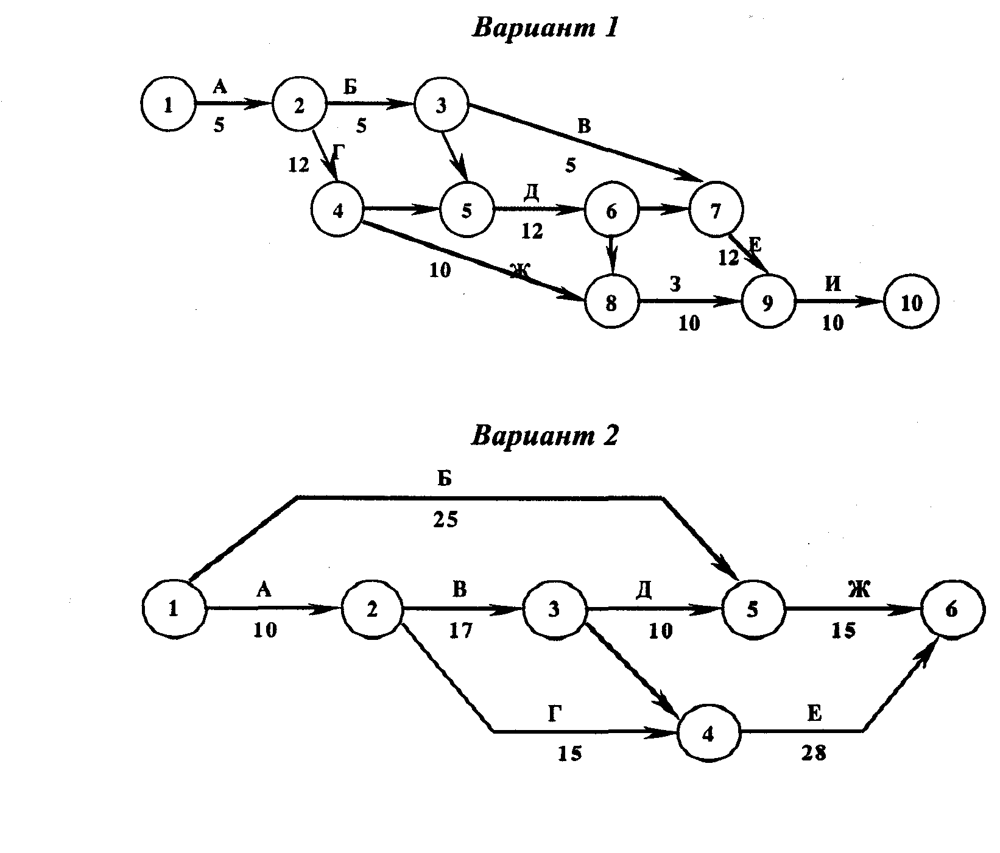 Вариант 1
А Б
1 2 3
5 5 В
Г
12 5
Д
4 5 6 7
12 Е
12
10 Ж
З И
8 9 10
10 10
Вариант 2
Б
25
А В Д Ж
1 2 3 5 6
10 17 10 15
Г Е
4
15 28